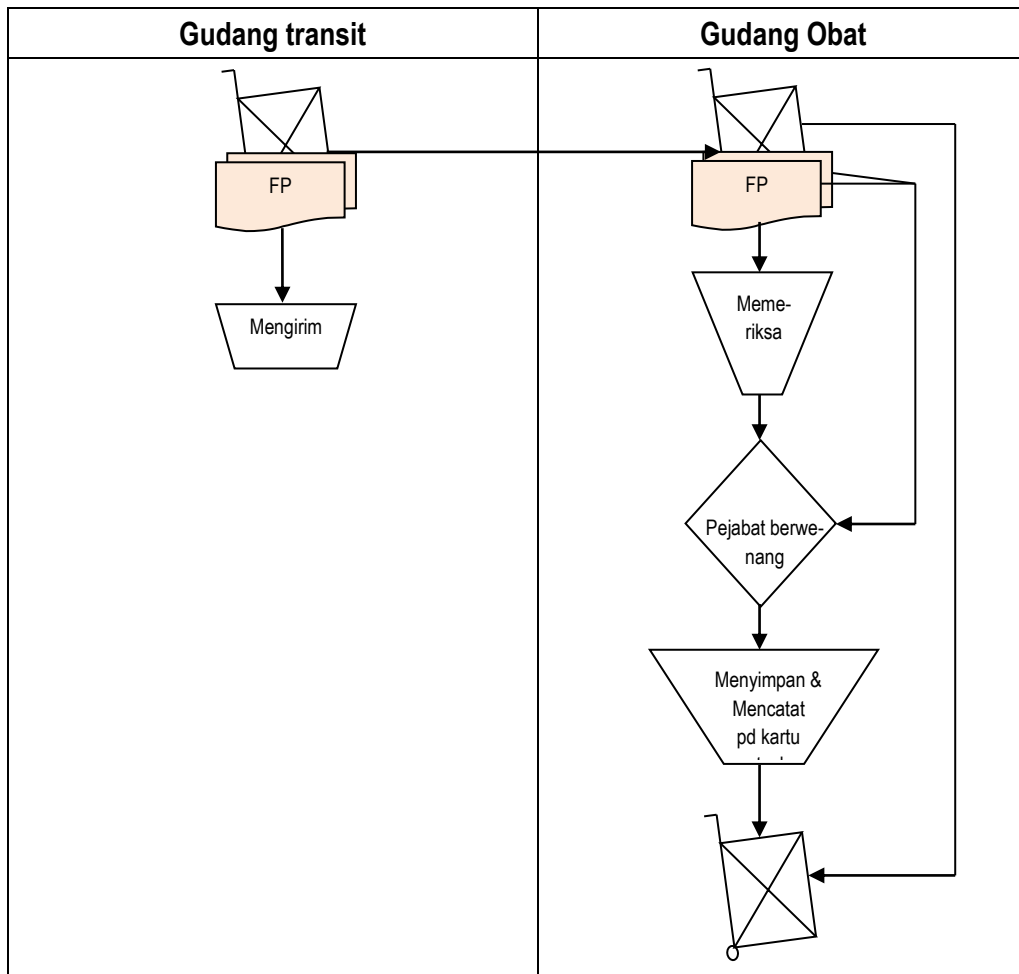 Gudang transit
Gudang Obat
FP
Mengirim
FP
Meme-
riksa
Pejabat berwe-
nang
Menyimpan &
Mencatat
pd kartu